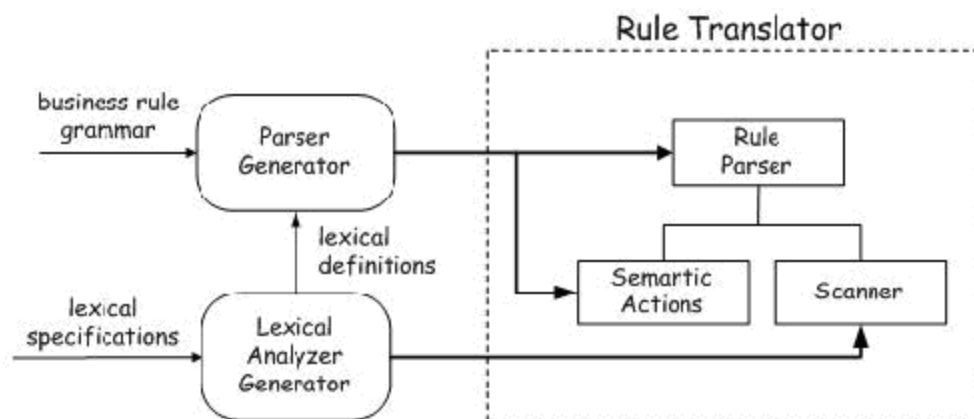 Rule Translator
business rule
grammar
Parser
Generator
Rule
Parser
lexical
definitions
Semartic
Actions
Scanner
lexical
specifications
Lexical
Analyzer
Generator